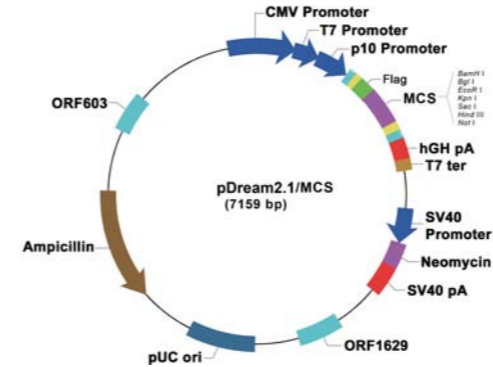 CMV Promoter
T7 Promoter
p10 Promoter
Flag
MCS
BamH I
Bgl I
EcoR I
Kpn I
Sac I
Hind III
Not I
hGH pA
T7 ter
SV40
Promoter
Neomycin
SV40 pA
ORF1629
pUC ori
Ampicillin
ORF603
pDream2.1/MCS
(7159 bp)